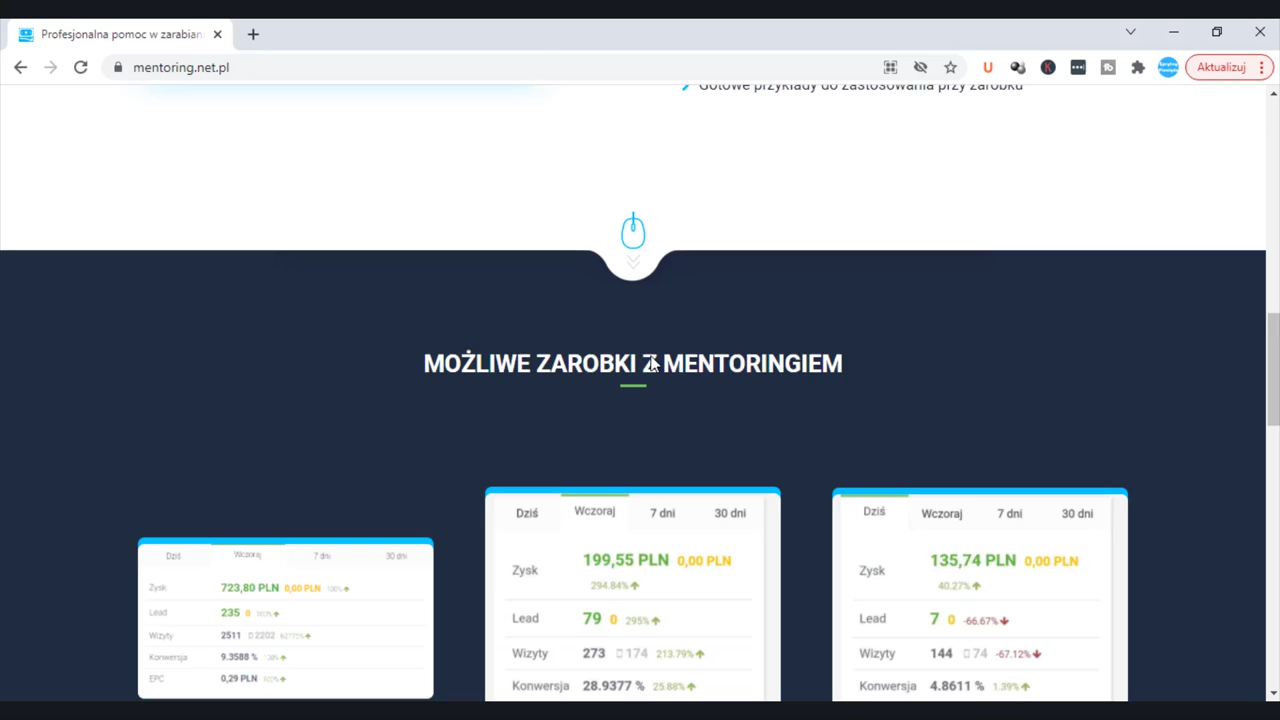 Profesjonalna pomoc w zarabian
mentoring.net.pl
U
K
Aktualizuj
Gotowe przykłady do zastosowania przy zarobku
MOŻLIWE ZAROBKI Z MENTORINGIEM
Dziś Wczoraj 7 dni 30 dni
Zysk 723,80 PLN 0,00 PLN 100%
Lead 235 0 100%
Wizyty 2511 2202 62775%
Konwersja 9.3588 %
EPC 0,29 PLN
Dziś Wczoraj 7 dni 30 dni
Zysk 199,55 PLN 0,00 PLN
294.84%
Lead 79 0 295%
Wizyty 273 174 213.79%
Konwersja 28.9377 % 25.88%
Dziś Wczoraj 7 dni 30 dni
Zysk 135,74 PLN 0,00 PLN
40.27%
Lead 7 0 -66.67%
Wizyty 144 74 -67.12%
Konwersja 4.8611 % 1.39%